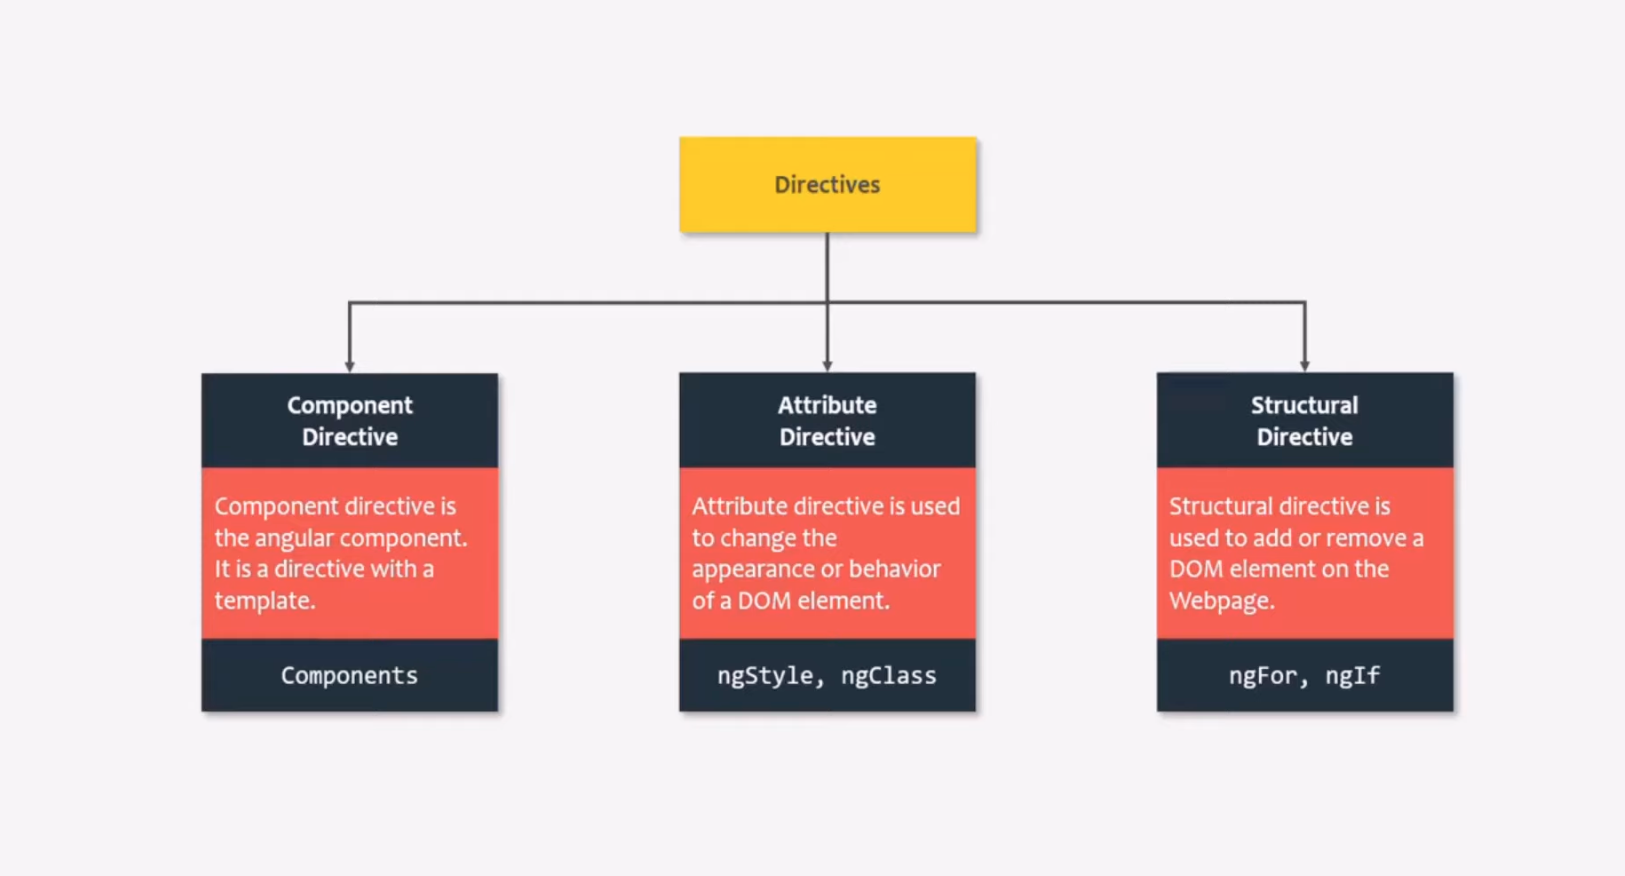 Directives
Component
Directive
Component directive is
the angular component.
It is a directive with a
template.
Components
Attribute
Directive
Attribute directive is used
to change the
appearance or behavior
of a DOM element.
ngStyle, ngClass
Structural
Directive
Structural directive is
used to add or remove a
DOM element on the
Webpage.
ngFor, ngIf